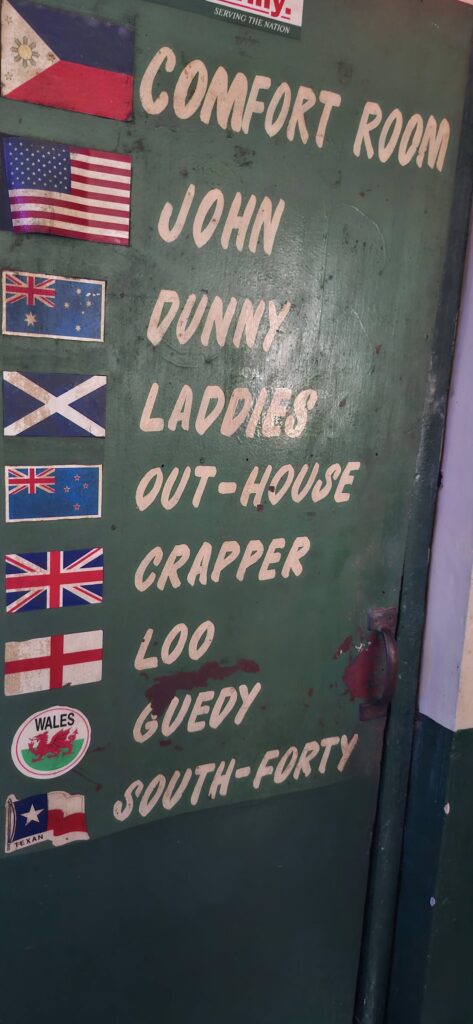 SERVING THE NATION
COMFORT ROOM
JOHN
DUNNY
LADDIES
OUT-HOUSE
CRAPPER
LOO
WALES
GUEDY
SOUTH-FORTY
TEXAN